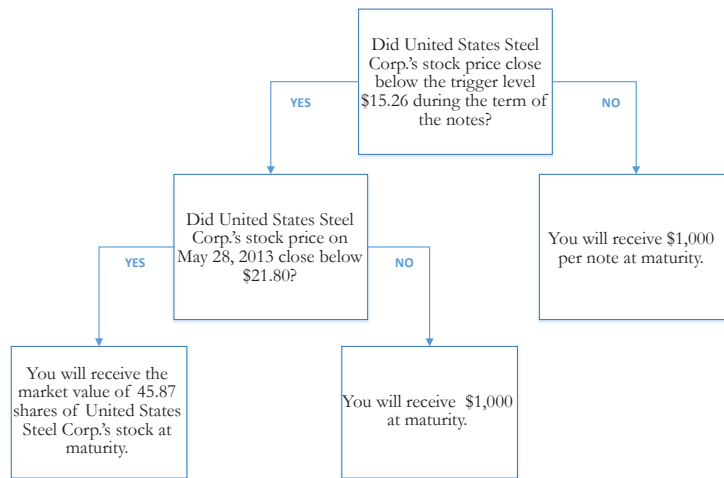 Did United States Steel
Corp.'s stock price close
below the trigger level
$15.26 during the term of
the notes?
YES
NO
Did United States Steel
Corp.'s stock price on
May 28, 2013 close below
$21.80?
You will receive $1,000
per note at maturity.
YES
NO
You will receive the
market value of 45.87
shares of United States
Steel Corp.'s stock at
maturity.
You will receive $1,000
at maturity.